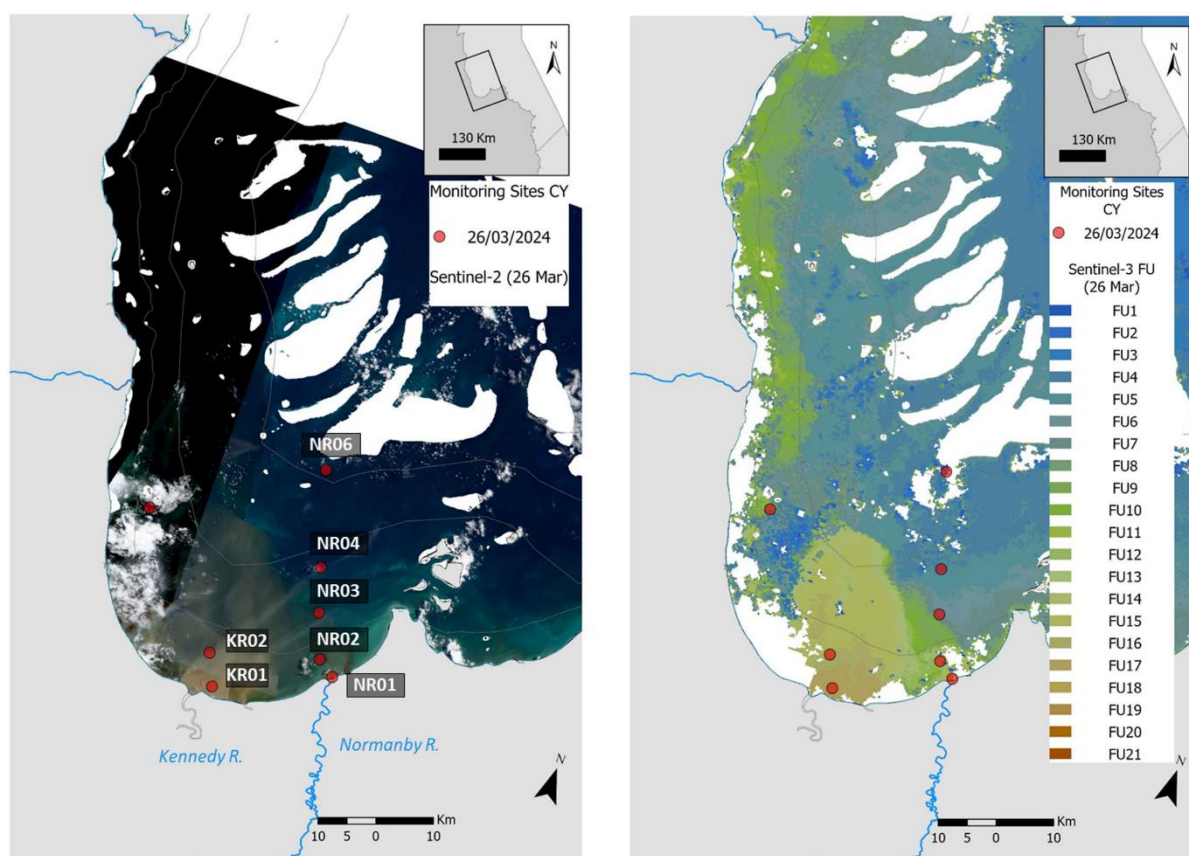 N
130 Km
Monitoring Sites CY
26/03/2024
Sentinel-2 (26 Mar)
NR06
NR04
NR03
NR02
NR01
KR02
KR01
Kennedy R.
Normanby R.
N
Km
10 5 0 10
N
130 Km
Monitoring Sites
CY
26/03/2024
Sentinel-3 FU
(26 Mar)
FU1
FU2
FU3
FU4
FU5
FU6
FU7
FU8
FU9
FU10
FU11
FU12
FU13
FU14
FU15
FU16
FU17
FU18
FU19
FU20
FU21
N
Km
10 5 0 10